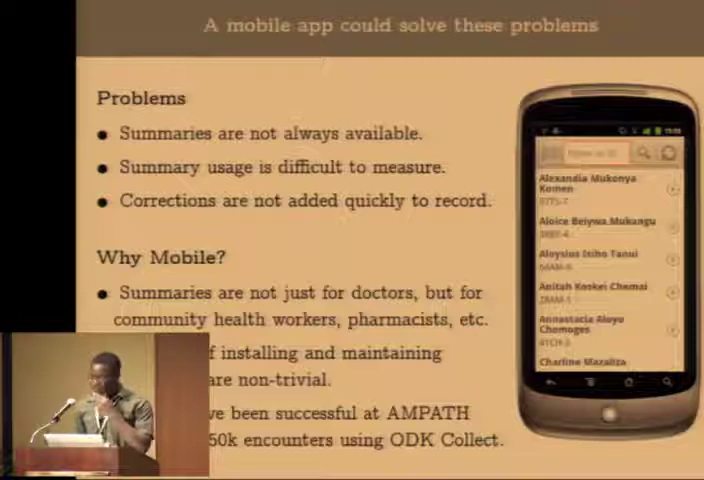 A mobile app could solve these problems
Problems
Summaries are not always available.
Summary usage is difficult to measure.
Corrections are not added quickly to record.
Why Mobile?
Summaries are not just for doctors, but for
community health workers, pharmacists, etc.
installing and maintaining
are non-trivial.
been successful at AMPATH
50k encounters using ODK Collect.
Alexandia Mukonya
Komen
Aloice Beiywa Mukangu
Aloysius Isiho Tanui
Anitah Koskei Chemai
Annastacia Aloyo
Chomoges
Charline Mazaliza